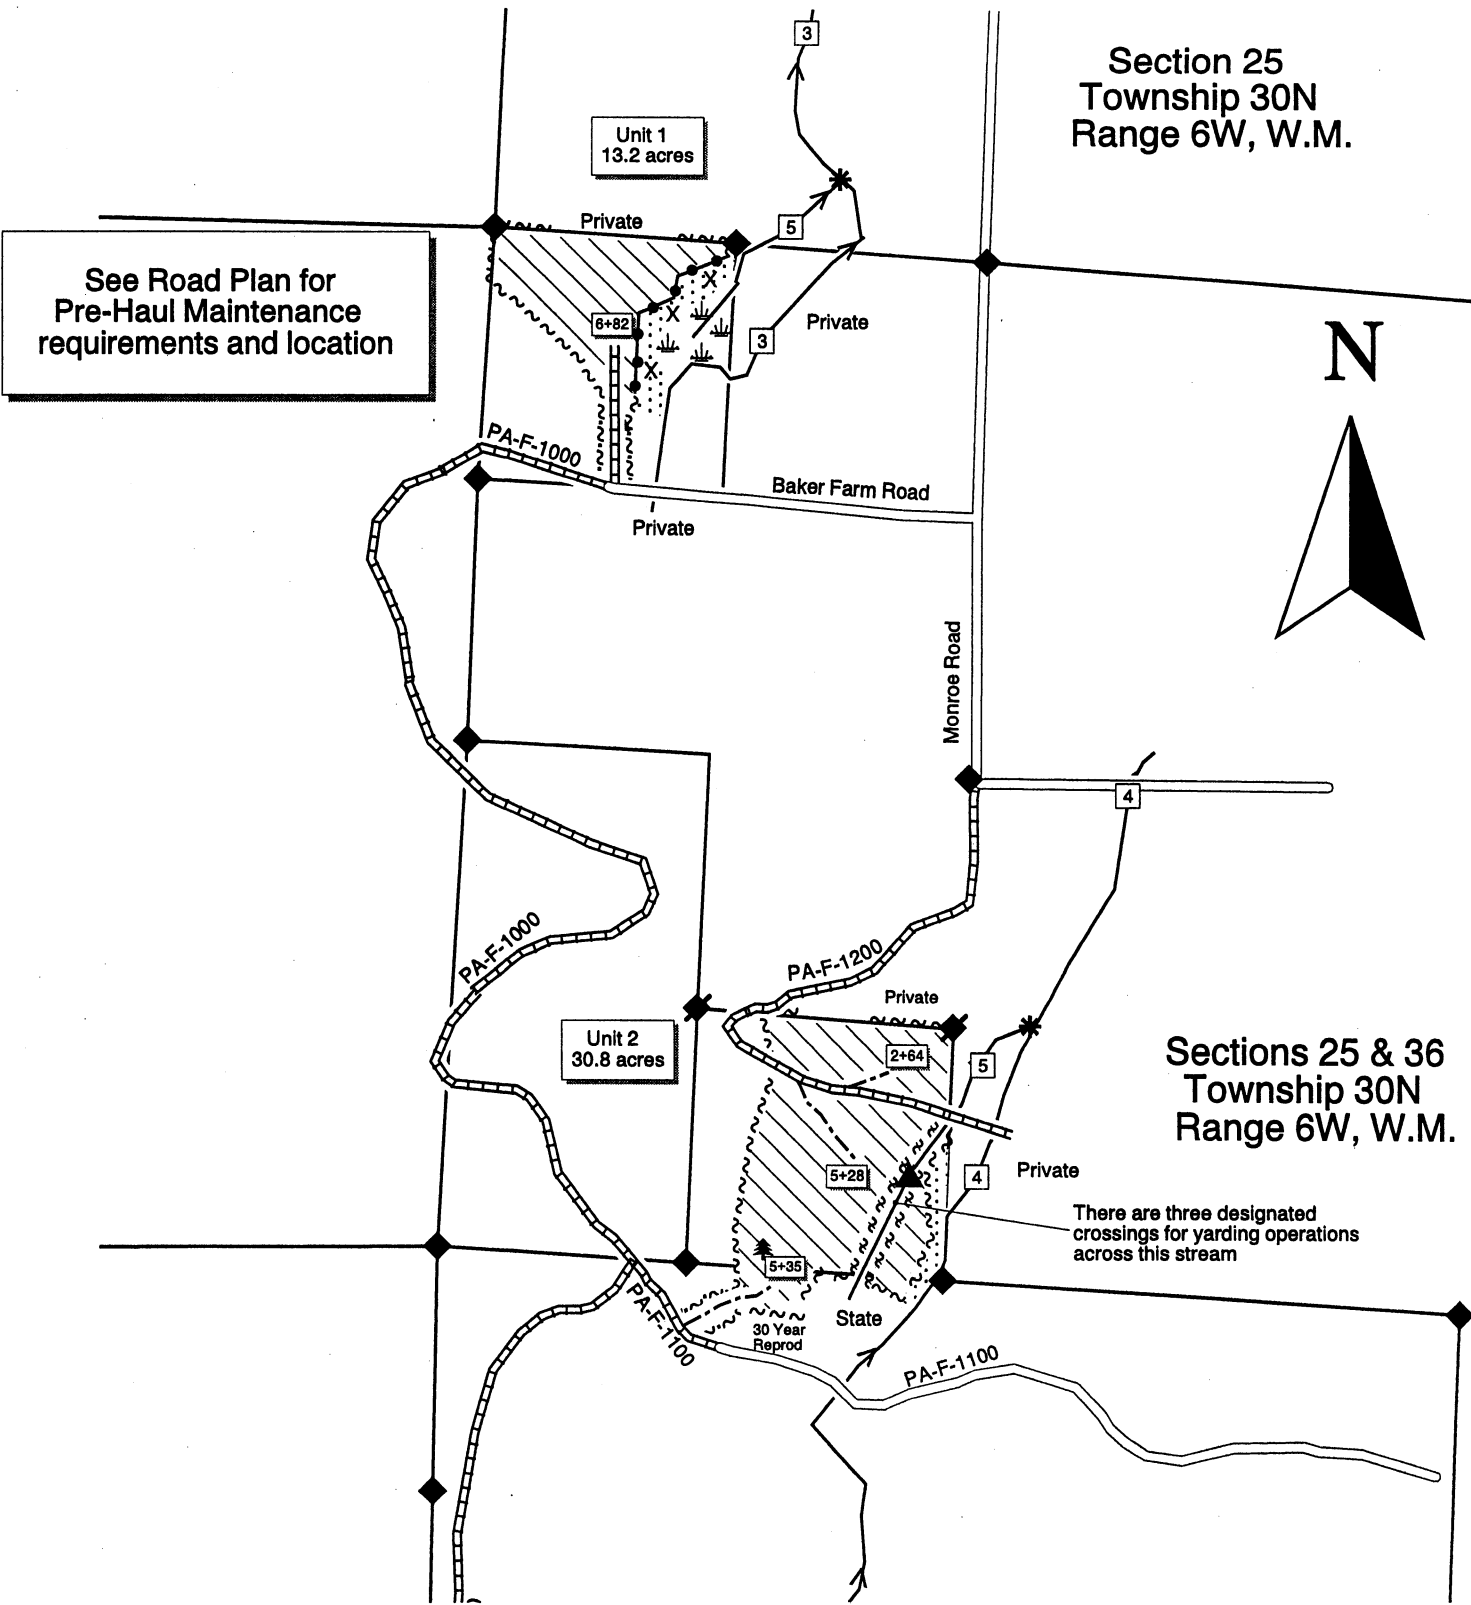 3
Section 25
Township 30N
Range 6W, W.M.
Unit 1
13.2 acres
Private
5
See Road Plan for
Pre-Haul Maintenance
requirements and location
X
X
6+82
Private
3
X
N
PA-F-1000
Baker Farm Road
Private
Monroe Road
4
PA-F-1000
PA-F-1200
Private
Unit 2
30.8 acres
2+64
5
Sections 25 & 36
Township 30N
Range 6W, W.M.
5+28
4
Private
There are three designated
crossings for yarding operations
across this stream
5+35
PA-F-1100
30 Year
Reprod
State
PA-F-1100